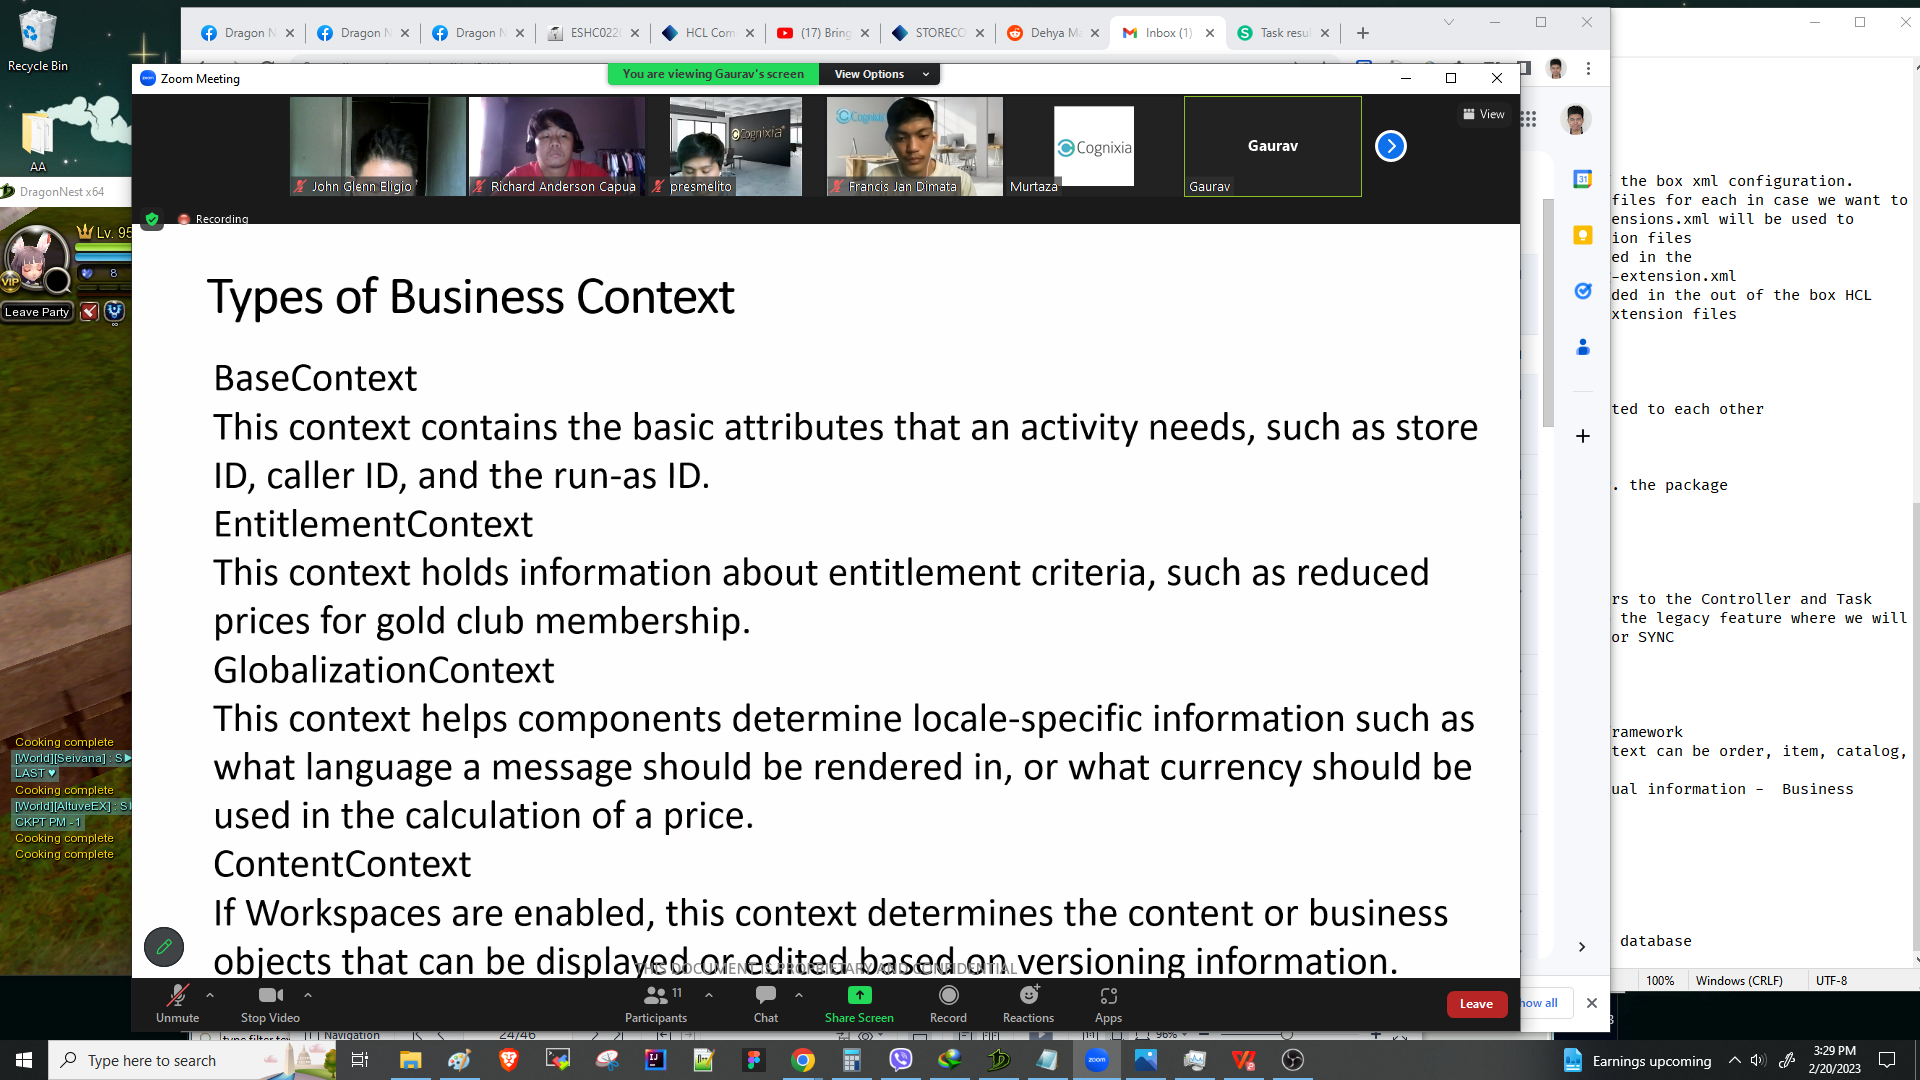 Recycle Bin
AA
DragonNest x64
Lv. 95
VIP
8
Leave Party
Cooking complete
[World][Seivana] : S
LAST ♥
Cooking complete
[World][AltuveEX] : S
CKPT PM -1
Cooking complete
Cooking complete
Dragon N
Dragon N
Dragon N
ESHC022
HCL Com
(17) Bring
STORECO
Dehya Ma
Inbox (1)
Task resul
Zoom Meeting
You are viewing Gaurav's screen
View Options
View
John Glenn Eligio
Richard Anderson Capua
Cognixia
presmelito
Cognixia
Francis Jan Dimata
Cognixia
Murtaza
Gaurav
Gaurav
Recording
Types of Business Context
BaseContext
This context contains the basic attributes that an activity needs, such as store
ID, caller ID, and the run-as ID.
EntitlementContext
This context holds information about entitlement criteria, such as reduced
prices for gold club membership.
GlobalizationContext
This context helps components determine locale-specific information such as
what language a message should be rendered in, or what currency should be
used in the calculation of a price.
ContentContext
If Workspaces are enabled, this context determines the content or business
objects that can be displayed or edited based on versioning information.
THIS DOCUMENT IS PROPRIETARY AND CONFIDENTIAL
Unmute
Stop Video
Participants
11
Chat
Share Screen
Record
Reactions
Apps
Leave
31
the box xml configuration.
files for each in case we want to
ensions.xml will be used to
ion files
ed in the
-extension.xml
ded in the out of the box HCL
xtension files
ted to each other
. the package
rs to the Controller and Task
the legacy feature where we will
or SYNC
ramework
text can be order, item, catalog,
ual information -  Business
database
100%
Windows (CRLF)
UTF-8
how all
Navigation
24/46
96%
Type here to search
zoom
Earnings upcoming
3:29 PM
2/20/2023